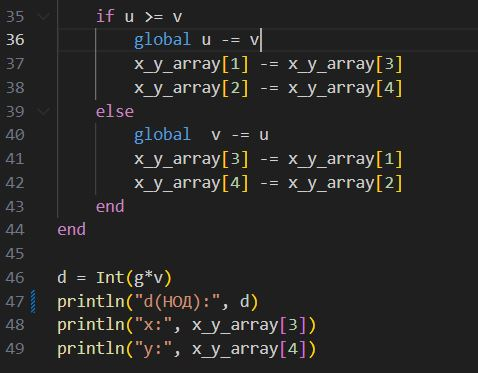 35 if u >= v
36 global u -= v
37 x_y_array[1] -= x_y_array[3]
38 x_y_array[2] -= x_y_array[4]
39 else
40 global  v -= u
41 x_y_array[3] -= x_y_array[1]
42 x_y_array[4] -= x_y_array[2]
43 end
44 end
45
46 d = Int(g*v)
47 println("d(НОД):", d)
48 println("x:", x_y_array[3])
49 println("y:", x_y_array[4])